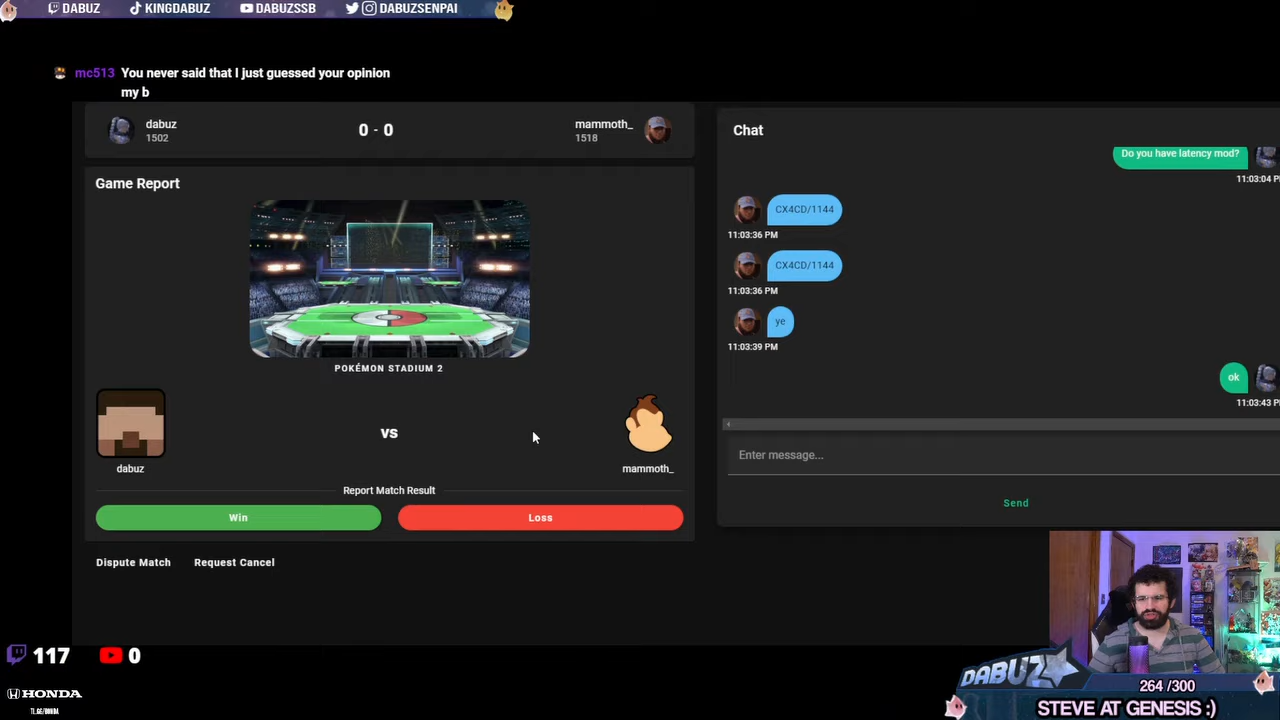 DABUZ KINGDABUZ DABUZSSB DABUZSENPAI
mc513 You never said that I just guessed your opinion
my b
dabuz
1502
0 - 0
mammoth_
1518
Game Report
POKÉMON STADIUM 2
VS
dabuz
mammoth_
Report Match Result
Win
Loss
Dispute Match
Request Cancel
Chat
Do you have latency mod?
11:03:04 P
CX4CD/1144
11:03:36 PM
CX4CD/1144
11:03:36 PM
ye
11:03:39 PM
ok
11:03:43 P
Enter message...
Send
117
0
HONDA
DABUZ
264 /300
STEVE AT GENESIS :)